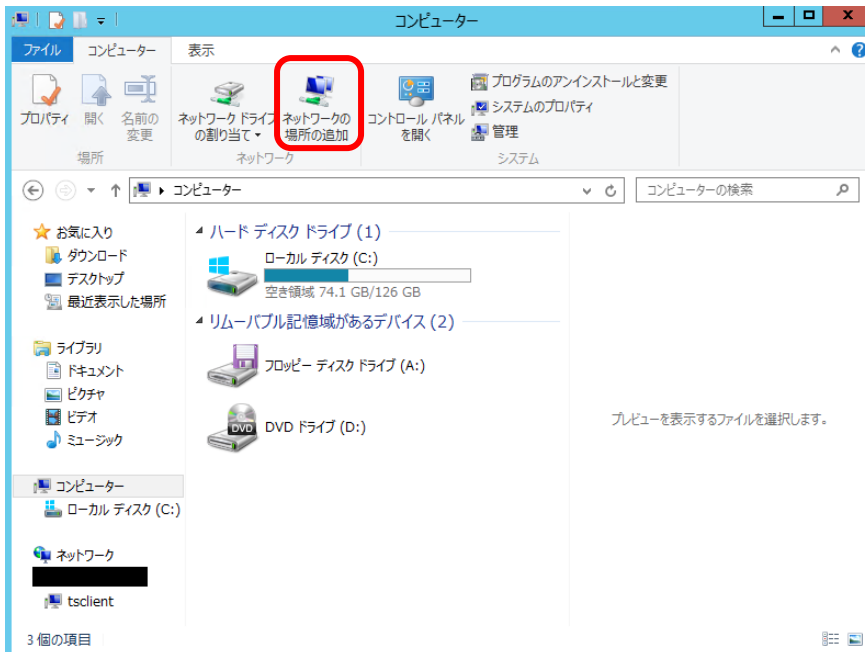 コンピューター
ファイル
コンピューター
表示
プロパティ
開く
名前の
変更
場所
ネットワーク ドライブ
の割り当て
ネットワークの
場所の追加
ネットワーク
コントロール パネル
を開く
プログラムのアンインストールと変更
システムのプロパティ
管理
システム
コンピューター
コンピューターの検索
お気に入り
ダウンロード
デスクトップ
最近表示した場所
ライブラリ
ドキュメント
ピクチャ
ビデオ
ミュージック
コンピューター
ローカル ディスク (C:)
ネットワーク
tsclient
ハード ディスク ドライブ (1)
ローカル ディスク (C:)
空き領域 74.1 GB/126 GB
リムーバブル記憶域があるデバイス (2)
フロッピー ディスク ドライブ (A:)
DVD
DVD ドライブ (D:)
プレビューを表示するファイルを選択します。
3 個の項目